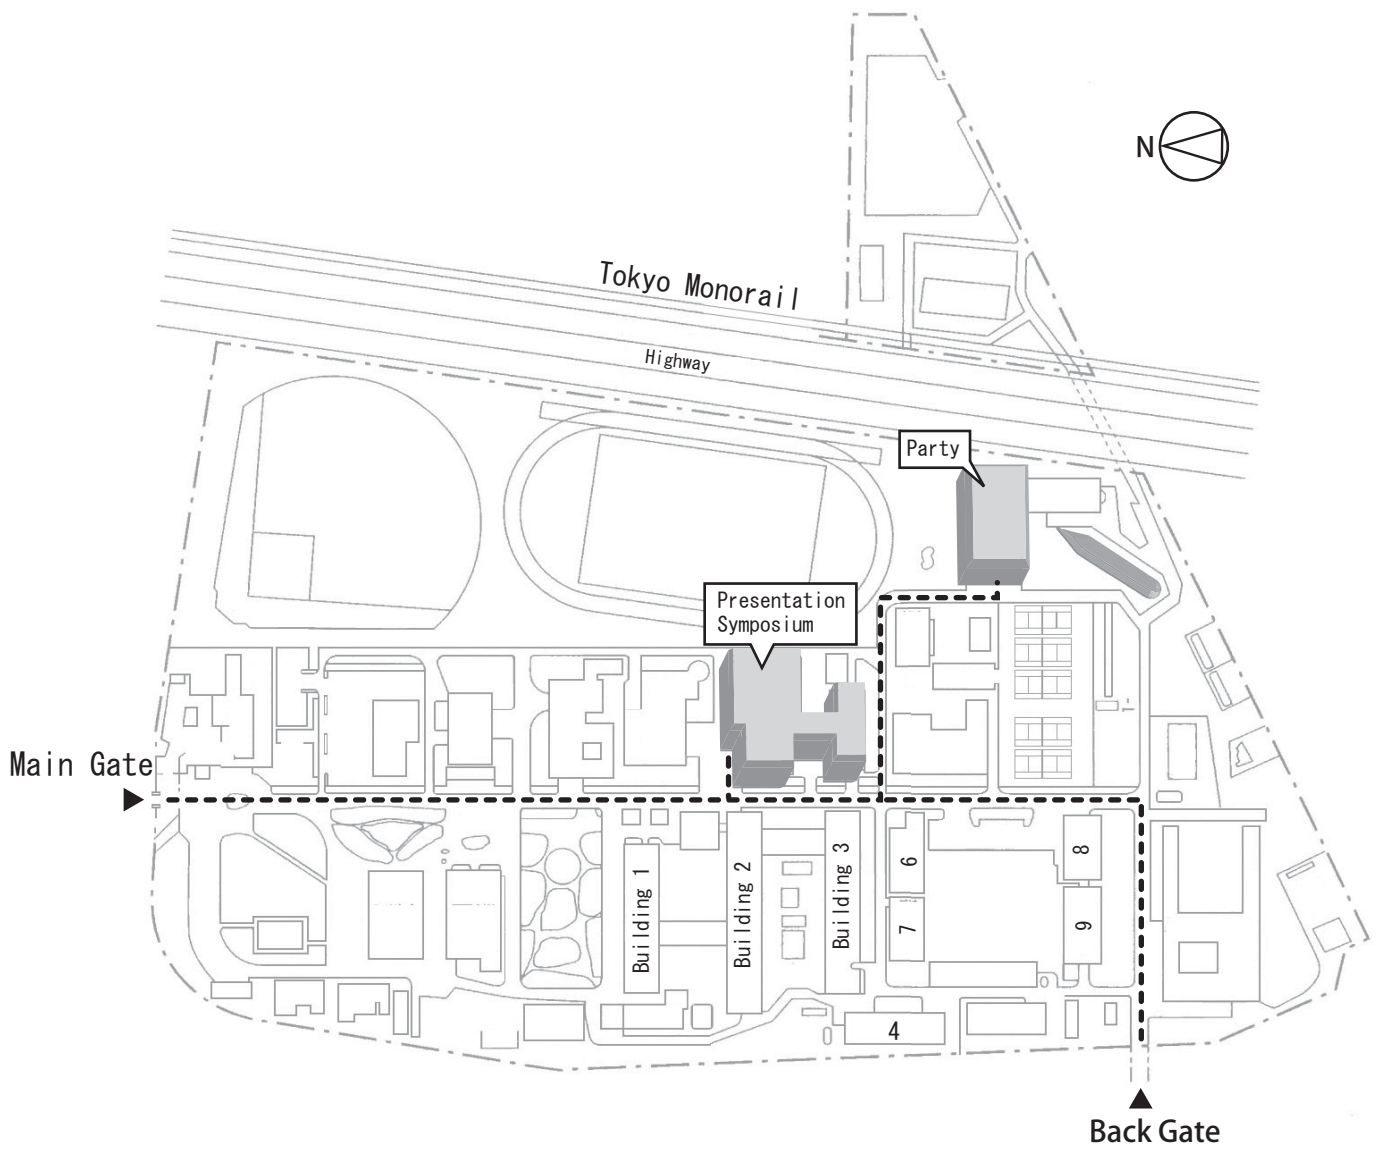 N
Tokyo Monorail
Highway
Party
Presentation
Symposium
Main Gate
Building 1
Building 2
Building 3
6
7
8
9
4
Back Gate